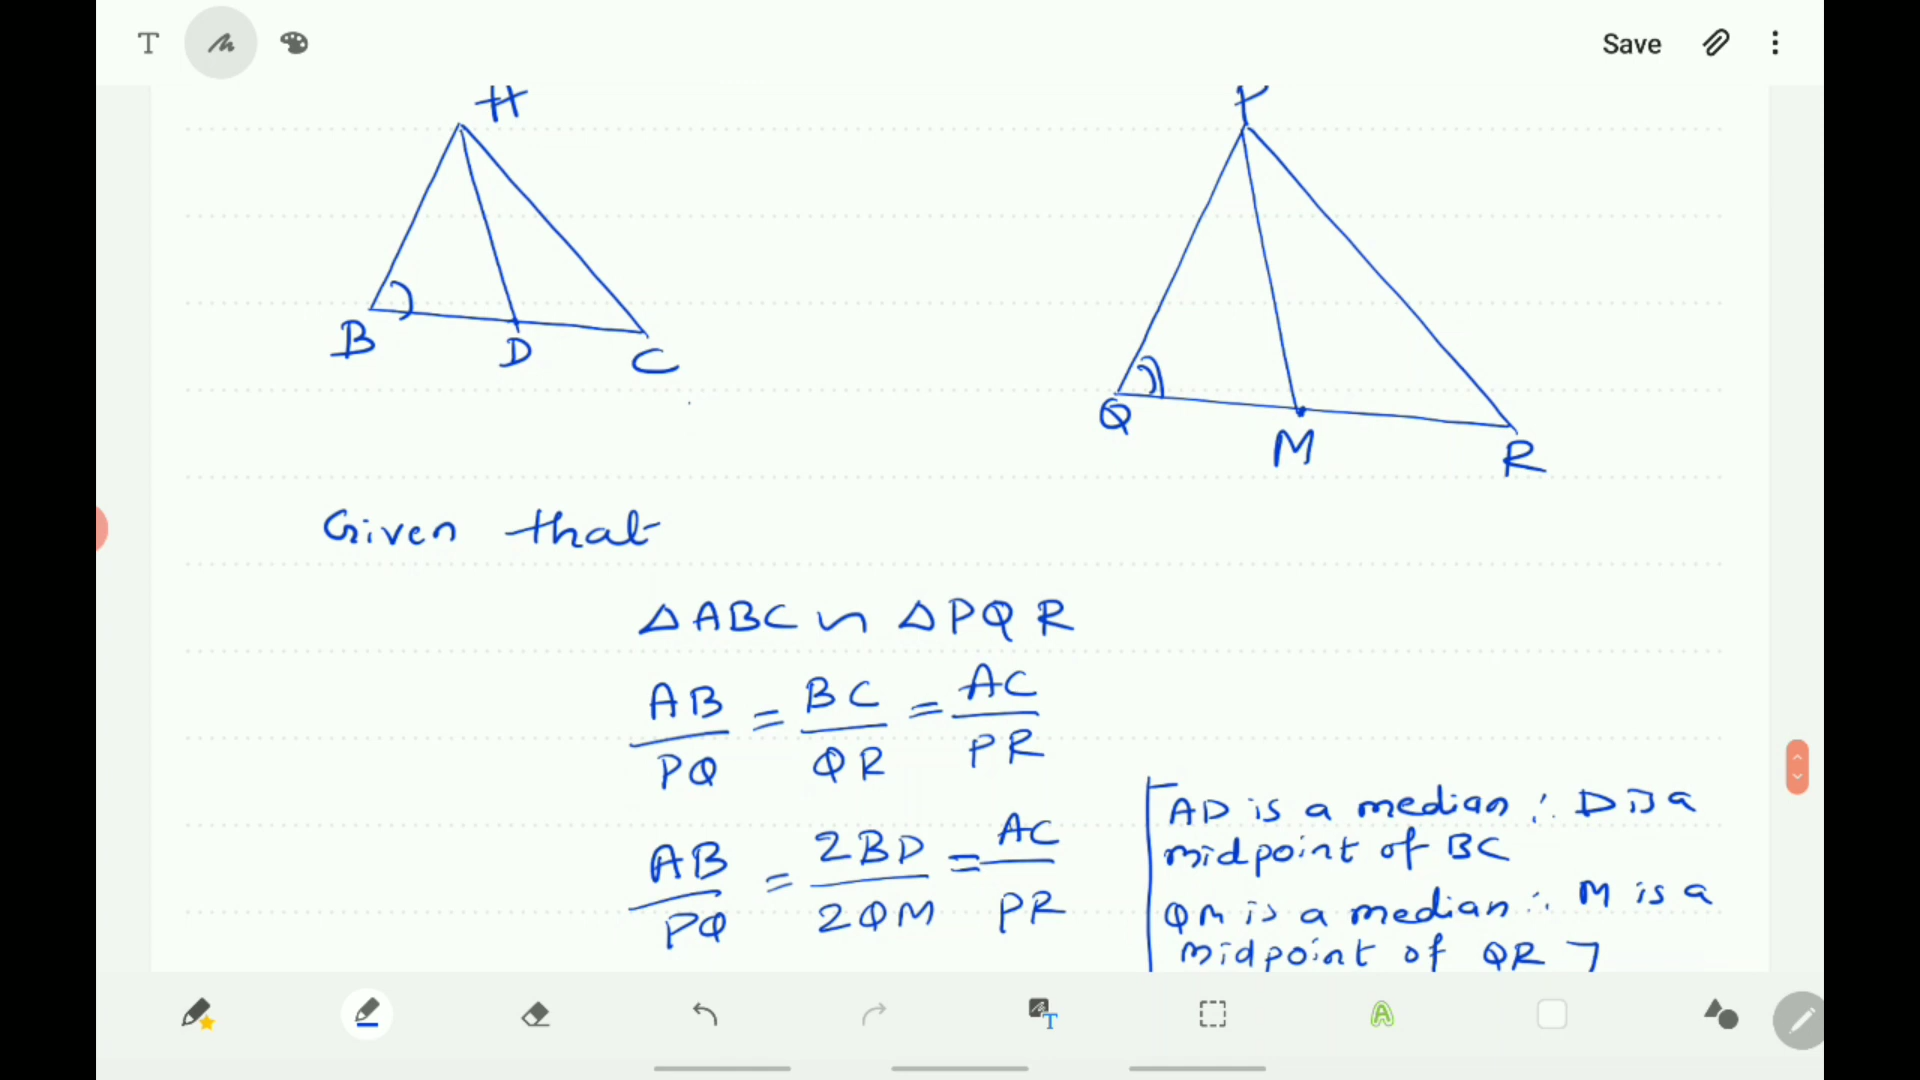 Save
A
P
B
D
C
Q
M
R
Given that
△ABC ∽ △PQR
AB/PQ = BC/QR = AC/PR
AB/PQ = 2BD/2QM = AC/PR
[AD is a median ∴ D is a
midpoint of BC
QM is a median ∴ M is a
midpoint of QR]